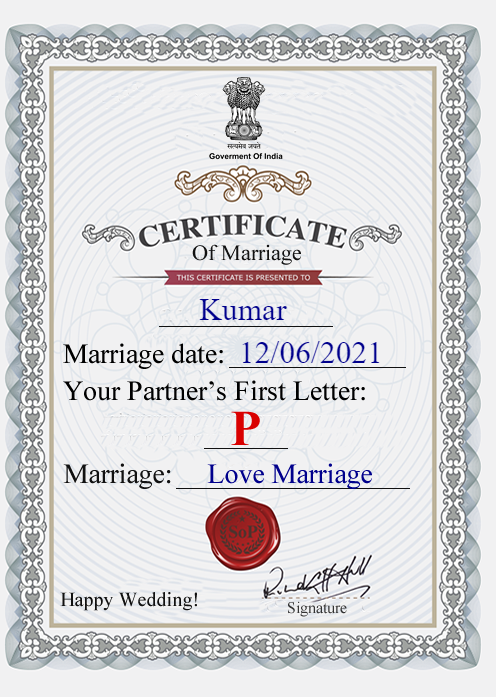 सत्यमेव जयते
Goverment Of India
CERTIFICATE
Of Marriage
THIS CERTIFICATE IS PRESENTED TO
Kumar
Marriage date: 12/06/2021
Your Partner's First Letter:
P
Marriage: Love Marriage
SoP
Happy Wedding!
Signature